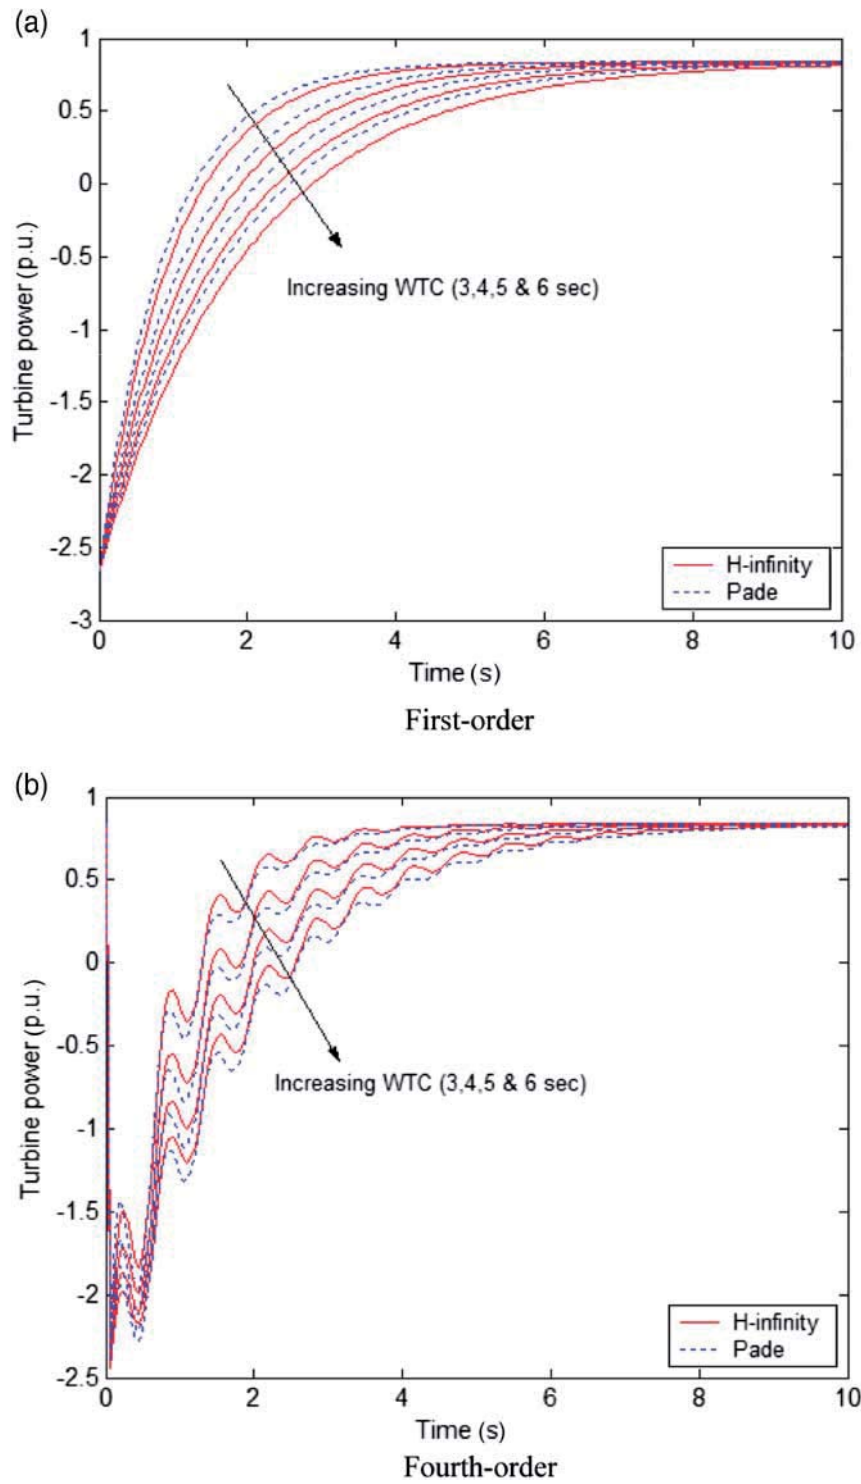 (a)
1
0.5
0
-0.5
-1
-1.5
-2
-2.5
-3
Turbine power (p.u.)
Increasing WTC (3,4,5 & 6 sec)
H-infinity
Pade
0 2 4 6 8 10
Time (s)
First-order
(b)
1
0.5
0
-0.5
-1
-1.5
-2
-2.5
Turbine power (p.u.)
Increasing WTC (3,4,5 & 6 sec)
H-infinity
Pade
0 2 4 6 8 10
Time (s)
Fourth-order